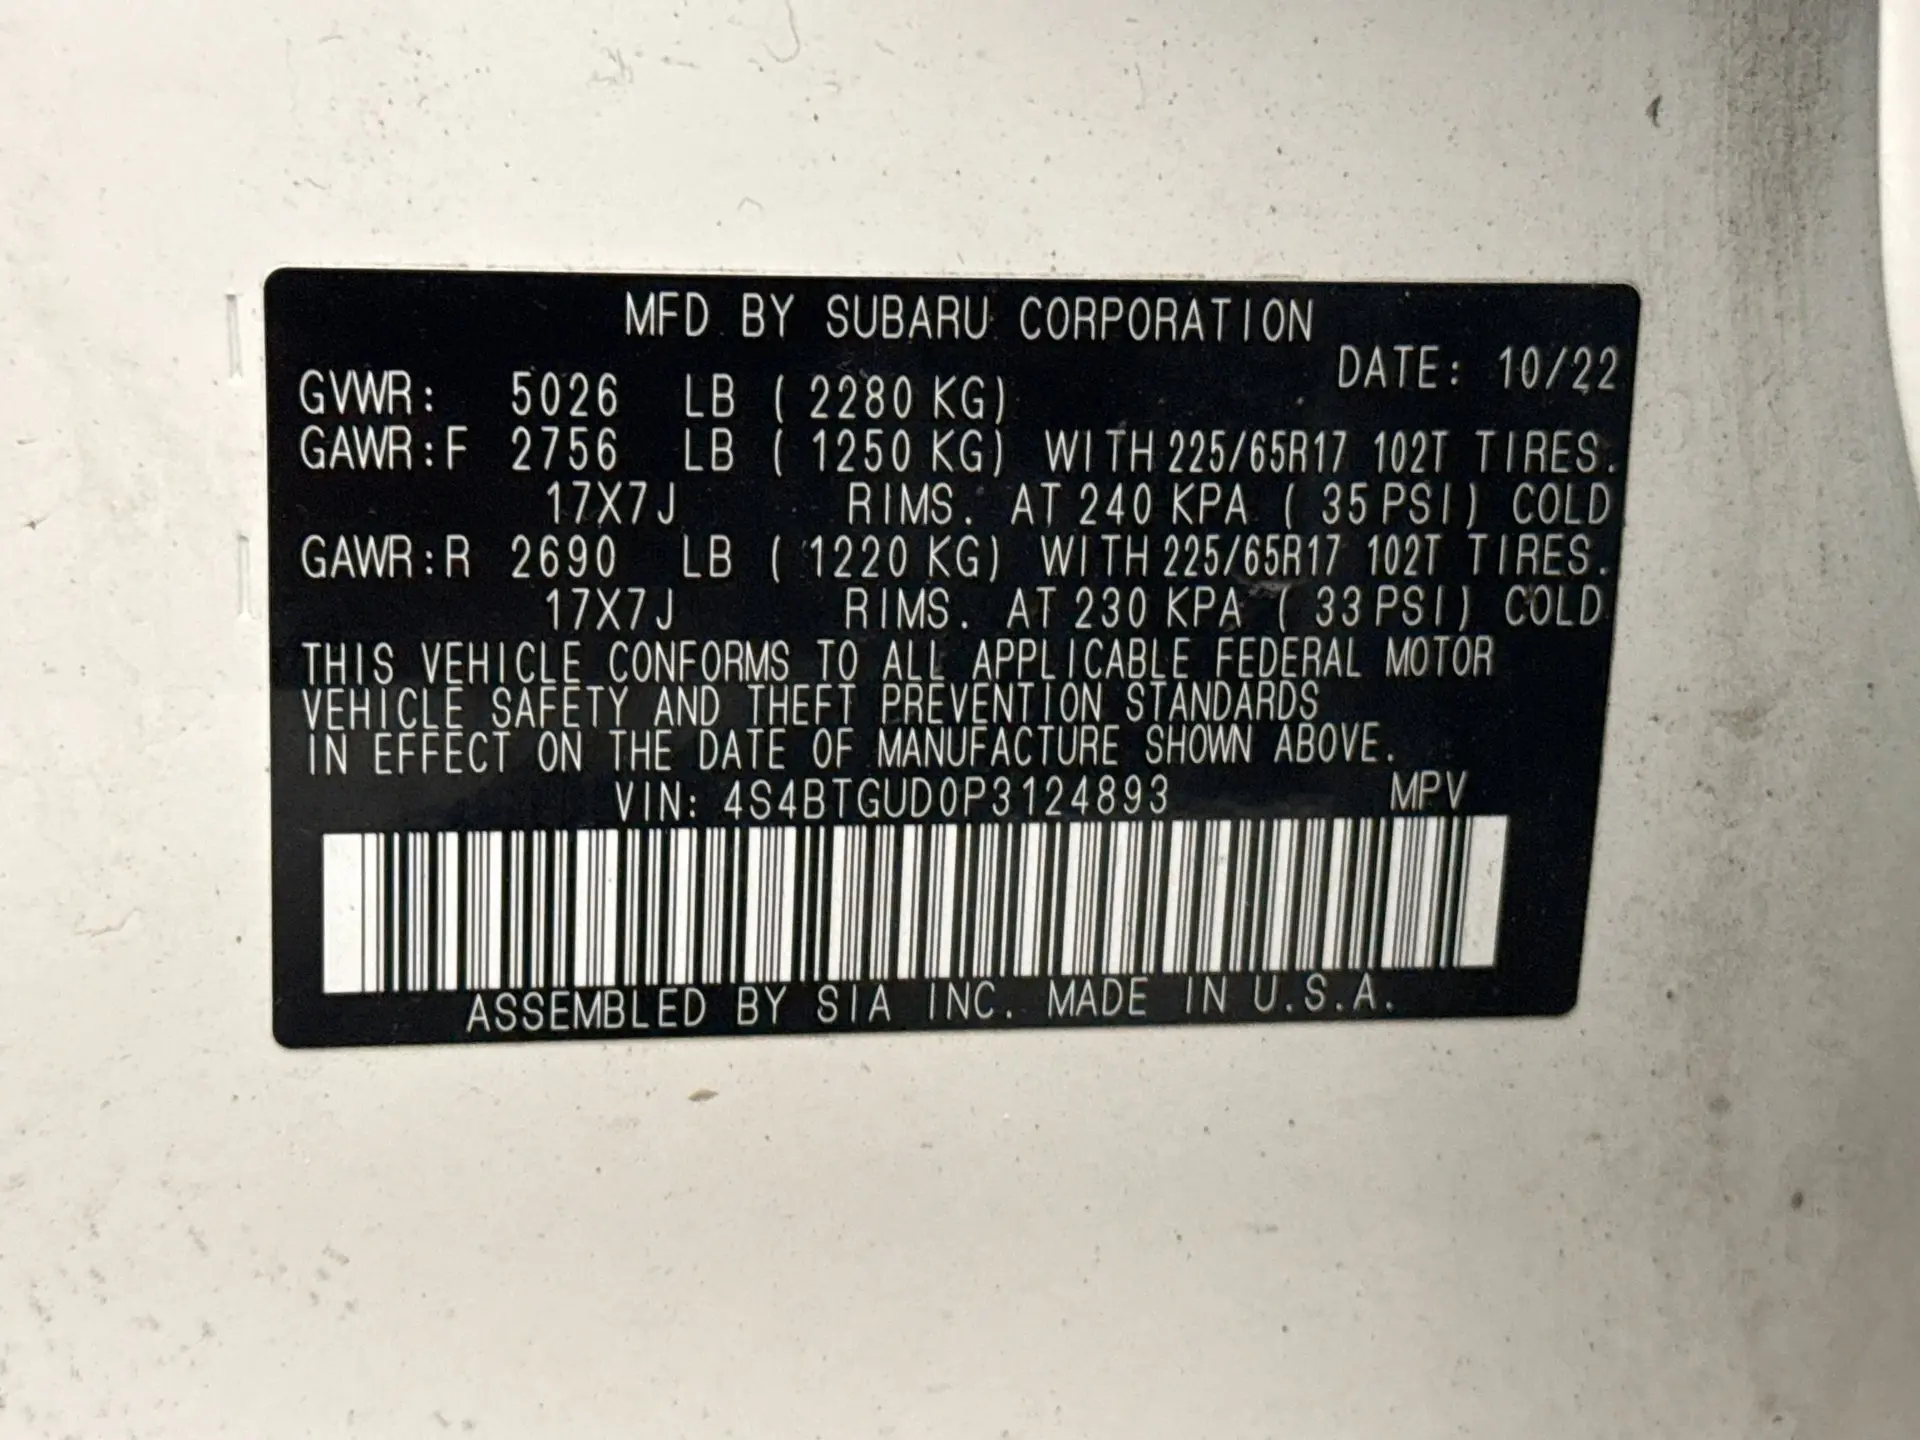 MFD BY SUBARU CORPORATION
DATE: 10/22
GVWR: 5026 LB ( 2280 KG)
GAWR:F 2756 LB ( 1250 KG) WITH 225/65R17 102T TIRES.
17X7J RIMS. AT 240 KPA ( 35 PSI) COLD
GAWR:R 2690 LB ( 1220 KG) WITH 225/65R17 102T TIRES.
17X7J RIMS. AT 230 KPA ( 33 PSI) COLD
THIS VEHICLE CONFORMS TO ALL APPLICABLE FEDERAL MOTOR
VEHICLE SAFETY AND THEFT PREVENTION STANDARDS
IN EFFECT ON THE DATE OF MANUFACTURE SHOWN ABOVE.
VIN: 4S4BTGUD0P3124893 MPV
ASSEMBLED BY SIA INC. MADE IN U.S.A.